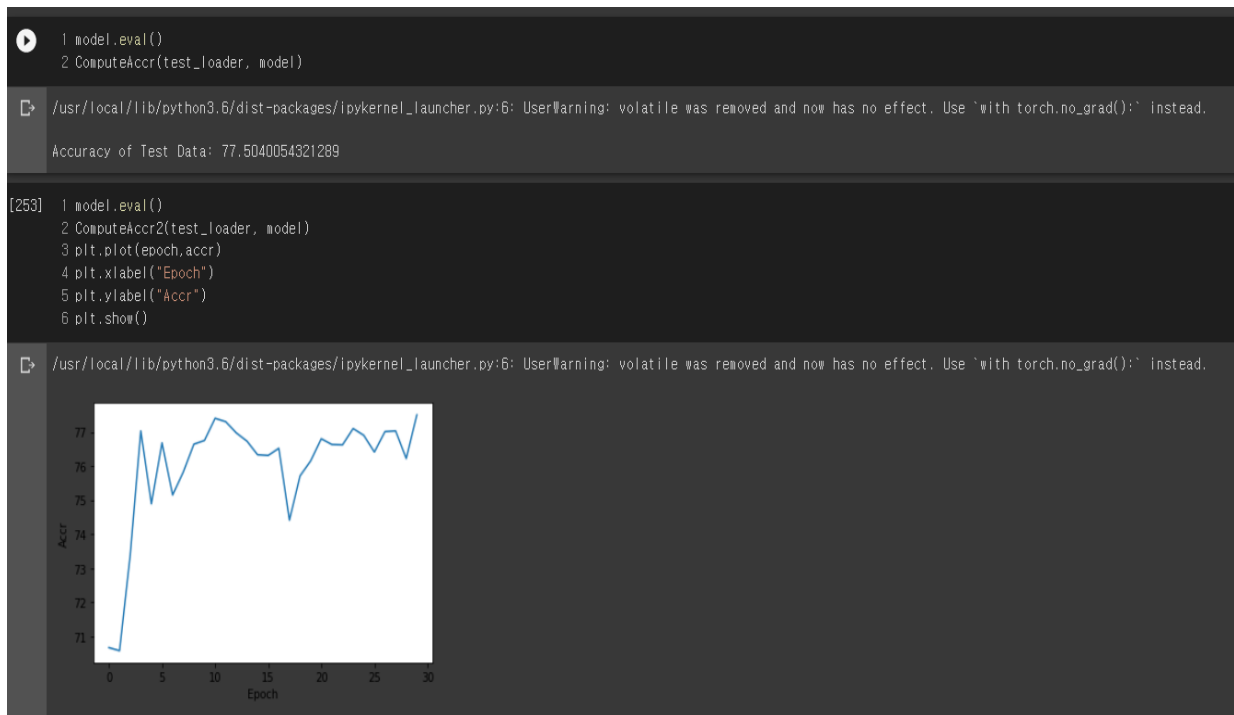 1 model.eval()
2 ComputeAccr(test_loader, model)
/usr/local/lib/python3.6/dist-packages/ipykernel_launcher.py:6: UserWarning: volatile was removed and now has no effect. Use `with torch.no_grad():` instead.
Accuracy of Test Data: 77.5040054321289
[253] 1 model.eval()
2 ComputeAccr2(test_loader, model)
3 plt.plot(epoch,accr)
4 plt.xlabel("Epoch")
5 plt.ylabel("Accr")
6 plt.show()
/usr/local/lib/python3.6/dist-packages/ipykernel_launcher.py:6: UserWarning: volatile was removed and now has no effect. Use `with torch.no_grad():` instead.
77
76
75
74
73
72
71
Accr
0 5 10 15 20 25 30
Epoch